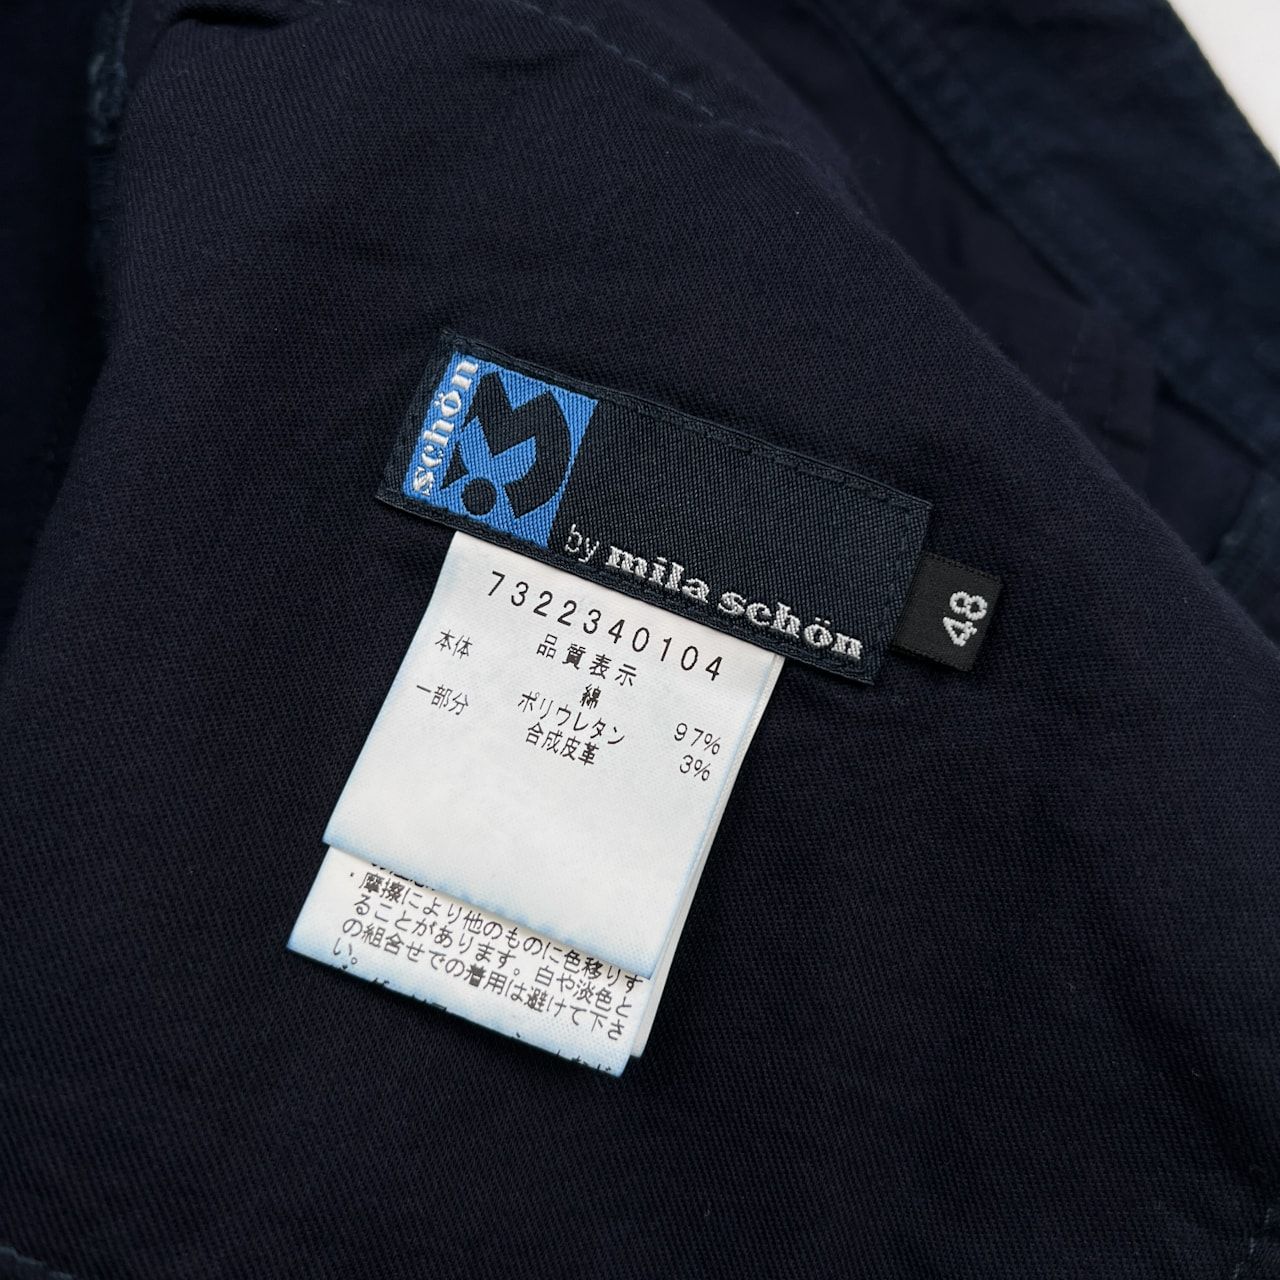 schön
by mila schön
48
7322340104
品質表示
本体 綿 97%
ポリウレタン 3%
一部分 合成皮革
・摩擦により他のものに色移りす
ることがあります。白や淡色と
の組合せでの着用は避けて下さ
い。